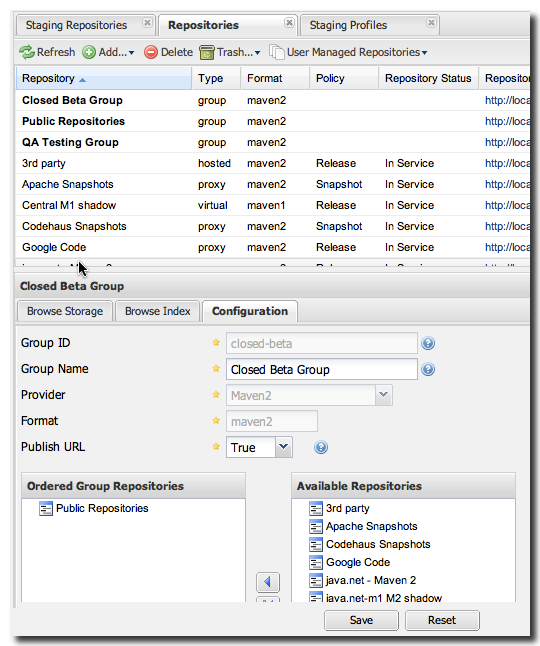 Staging Repositories Repositories Staging Profiles
Refresh Add... Delete Trash... User Managed Repositories
Repository Type Format Policy Repository Status
Closed Beta Group group maven2 http://loca
Public Repositories group maven2 http://loca
QA Testing Group group maven2 http://loca
3rd party hosted maven2 Release In Service http://loca
Apache Snapshots proxy maven2 Snapshot In Service http://loca
Central M1 shadow virtual maven1 Release In Service http://loca
Codehaus Snapshots proxy maven2 Snapshot In Service http://loca
Google Code proxy maven2 Release In Service http://loca
Closed Beta Group
Browse Storage Browse Index Configuration
Group ID closed-beta
Group Name Closed Beta Group
Provider Maven2
Format maven2
Publish URL True
Ordered Group Repositories Available Repositories
Public Repositories 3rd party
Apache Snapshots
Codehaus Snapshots
Google Code
java.net - Maven 2
java.net-m1 M2 shadow
Save Reset